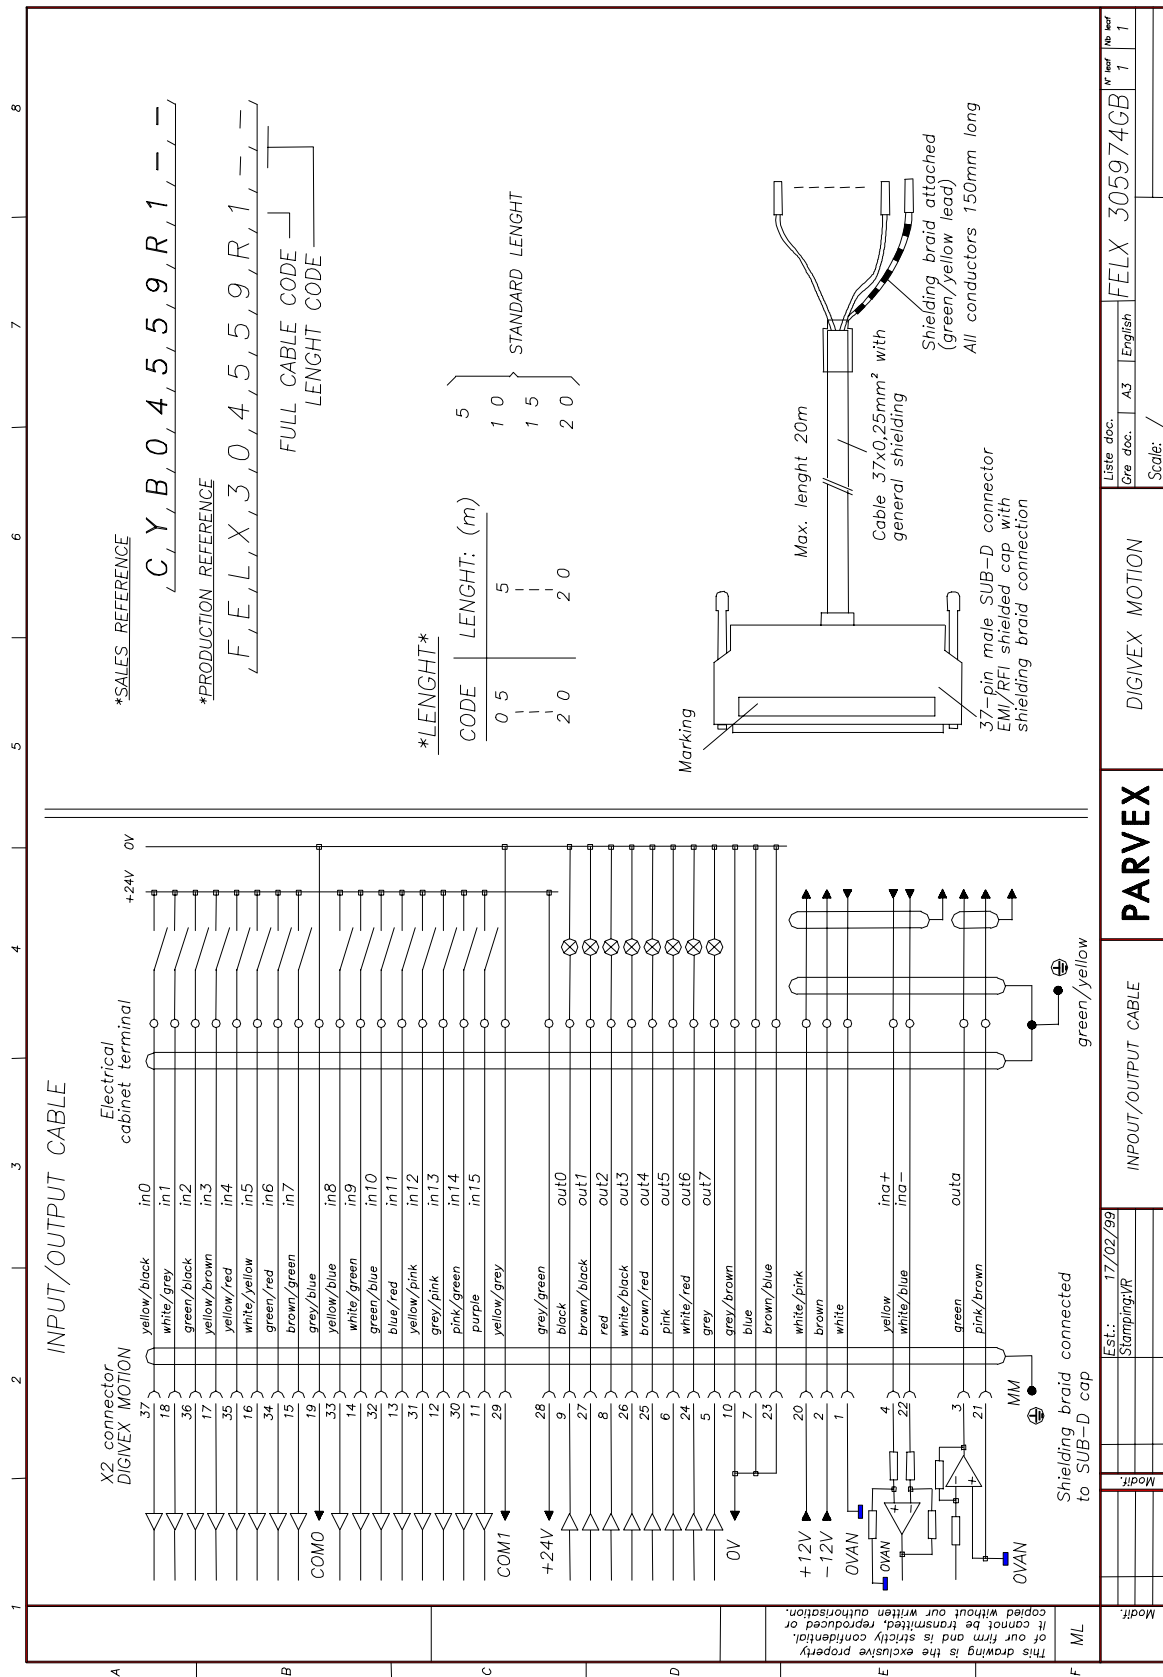 INPUT/OUTPUT CABLE
X2 connector
DIGIVEX MOTION
Electrical
cabinet terminal
+24V
0V
37 yellow/black in0
18 white/grey in1
36 green/black in2
17 yellow/brown in3
35 yellow/red in4
16 white/yellow in5
34 green/red in6
15 brown/green in7
COM0 19 grey/blue
33 yellow/blue in8
14 white/green in9
32 green/blue in10
13 blue/red in11
31 yellow/pink in12
12 grey/pink in13
30 pink/green in14
11 purple in15
COM1 29 yellow/grey
+24V 28 grey/green
9 black out0
27 brown/black out1
8 red out2
26 white/black out3
25 brown/red out4
6 pink out5
24 white/red out6
5 grey out7
0V 10 grey/brown
7 blue
23 brown/blue
+12V 20 white/pink
-12V 2 brown
0VAN 1 white
0VAN
4 yellow ina+
22 white/blue ina-
3 green outa
21 pink/brown
0VAN
+
-
-
+
MM
Shielding braid connected
to SUB-D cap
green/yellow
*SALES REFERENCE
C,Y,B,0,4,5,5,9,R,1,-,-
*PRODUCTION REFERENCE
F,E,L,X,3,0,4,5,5,9,R,1,-,-
FULL CABLE CODE
LENGHT CODE
*LENGHT*
CODE LENGHT: (m)
0 5 5
2 0 2 0
5
1 0
1 5
2 0
STANDARD LENGHT
Marking
Max. lenght 20m
Cable 37x0,25mm² with
general shielding
37-pin male SUB-D connector
EMI/RFI shielded cap with
shielding braid connection
Shielding braid attached
(green/yellow lead)
All conductors 150mm long
1 2 3 4 5 6 7 8
A
B
C
D
E
F
This drawing is the exclusive property
of our firm and is strictly confidential.
It cannot be transmitted, reproduced or
copied without our written authorisation.
ML
Modif.
Modif.
Est.: 17/02/99
Stamping:VR
INPOUT/OUTPUT CABLE
PARVEX
DIGIVEX MOTION
Liste doc.
Gre doc. A3 English
FELX 305974GB
N° leaf Nb leaf
1 1
Scale: /